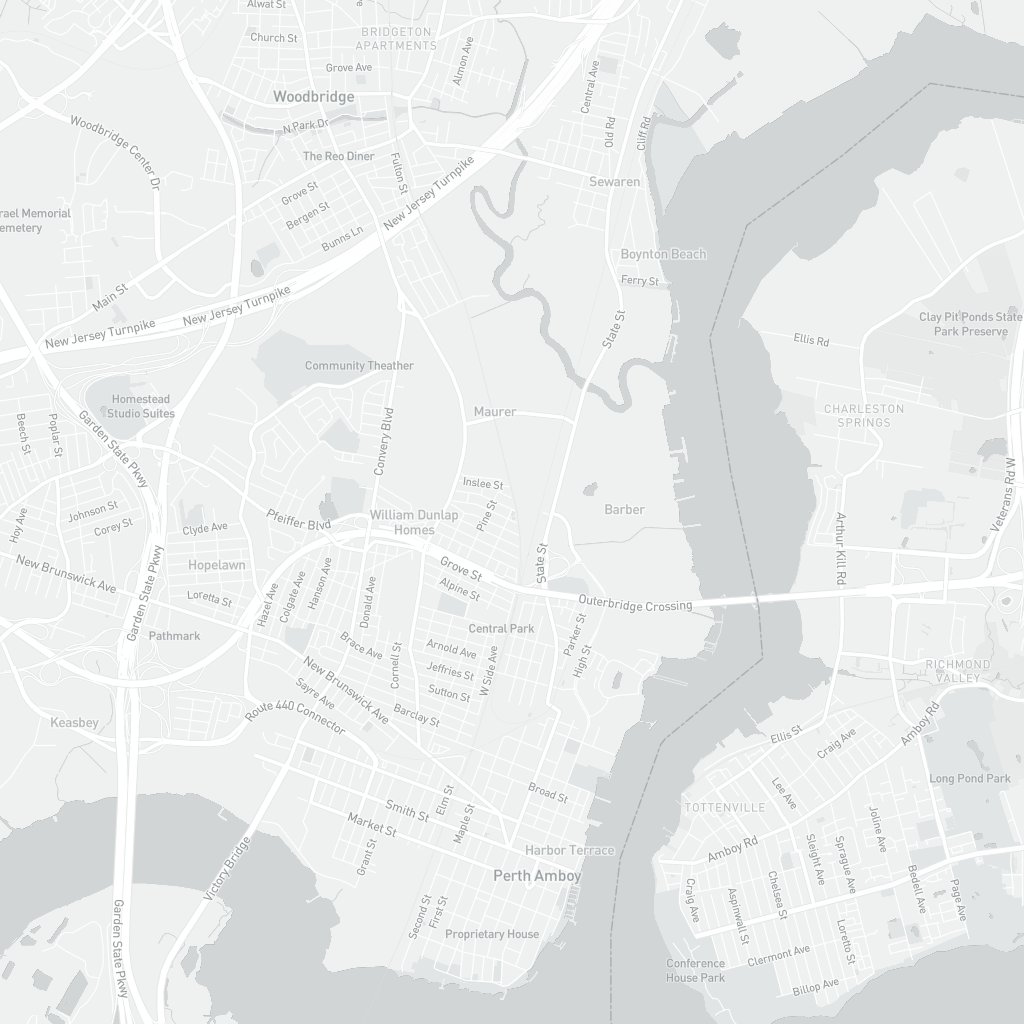 Alwat St
Church St
BRIDGETON
APARTMENTS
Grove Ave
Almon Ave
Central Ave
Woodbridge
N Park Dr
Old Rd
Cliff Rd
Woodbridge Center Dr
The Reo Diner
Fulton St
New Jersey Turnpike
Sewaren
Grove St
Bergen St
Bunns Ln
rael Memorial
emetery
Boynton Beach
Ferry St
Main St
New Jersey Turnpike
New Jersey Turnpike
State St
Ellis Rd
Clay Pit Ponds State
Park Preserve
Community Theather
Homestead
Studio Suites
Garden State Pkwy
Beech St
Poplar St
Convery Blvd
Maurer
CHARLESTON
SPRINGS
Veterans Rd W
Inslee St
Pine St
Hoy Ave
Johnson St
Corey St
Clyde Ave
Pfeiffer Blvd
William Dunlap
Homes
Barber
Arthur Kill Rd
Hopelawn
New Brunswick Ave
Garden State Pkwy
Loretta St
Hazel Ave
Colgate Ave
Hanson Ave
Donald Ave
Grove St
Alpine St
State St
Outerbridge Crossing
Pathmark
Central Park
Parker St
High St
Brace Ave
Cornell St
Arnold Ave
Jeffries St
Sutton St
W Side Ave
New Brunswick Ave
Sayre Ave
Barclay St
RICHMOND
VALLEY
Keasbey
Route 440 Connector
Ellis St
Craig Ave
Amboy Rd
Long Pond Park
Lee Ave
Broad St
Elm St
Maple St
Smith St
Market St
TOTTENVILLE
Grant St
Victory Bridge
Harbor Terrace
Perth Amboy
Amboy Rd
Sleight Ave
Sprague Ave
Joline Ave
Bedell Ave
Page Ave
Craig Ave
Aspinwall St
Chelsea St
Loretto St
Second St
First St
Proprietary House
Garden State Pkwy
Conference
House Park
Clermont Ave
Billop Ave